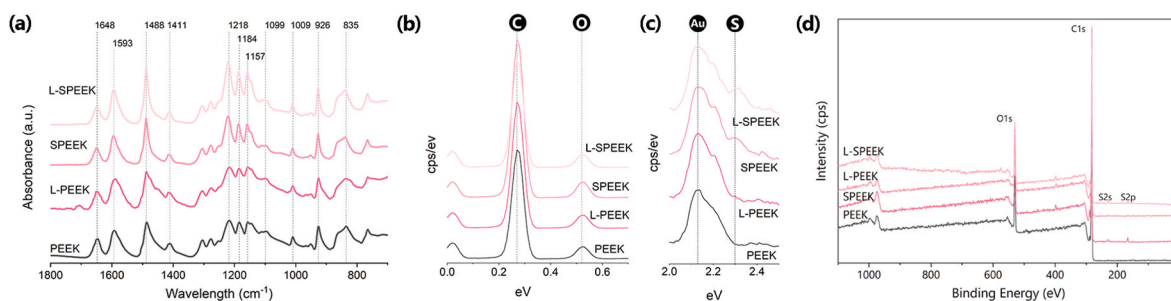 (a)
1648 1488 1411 1218 1099 1009 926 835
1593 1184
1157
L-SPEEK
SPEEK
L-PEEK
PEEK
Absorbance (a.u.)
1800 1600 1400 1200 1000 800
Wavelength (cm-1)
(b)
C O
L-SPEEK
SPEEK
L-PEEK
PEEK
cps/ev
0.0 0.2 0.4 0.6
eV
(c)
Au S
L-SPEEK
SPEEK
L-PEEK
PEEK
cps/ev
2.0 2.2 2.4
eV
(d)
C1s
O1s
L-SPEEK
L-PEEK
SPEEK
PEEK
S2s S2p
Intensity (cps)
1000 800 600 400 200
Binding Energy (eV)